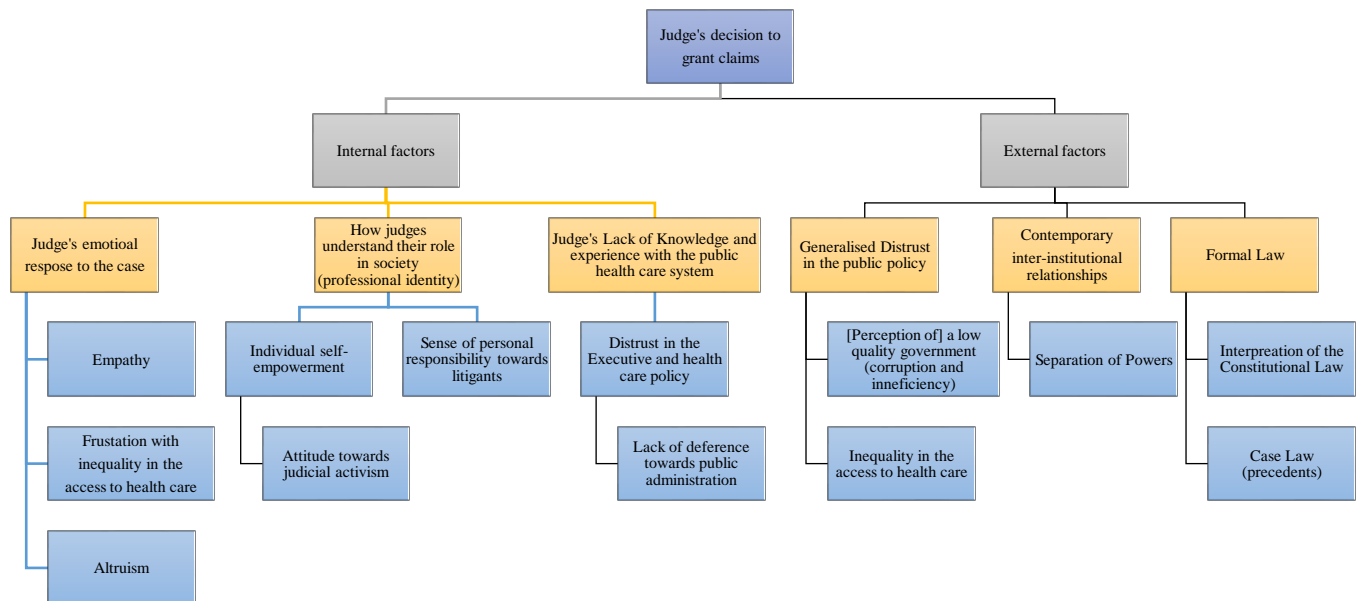 Judge's decision to
grant claims
Internal factors
External factors
Judge's emotioal
respose to the case
How judges
understand their role
in society
(professional identity)
Judge's Lack of Knowledge and
experience with the public
health care system
Generalised Distrust
in the public policy
Contemporary
inter-institutional
relationships
Formal Law
Empathy
Individual self-
empowerment
Sense of personal
responsibility towards
litigants
Distrust in the
Executive and health
care policy
[Perception of] a low
quality government
(corruption and
inneficiency)
Separation of Powers
Interpreation of the
Constitutional Law
Frustation with
inequality in the
access to health care
Attitude towards
judicial activism
Lack of deference
towards public
administration
Inequality in the
access to health care
Case Law
(precedents)
Altruism